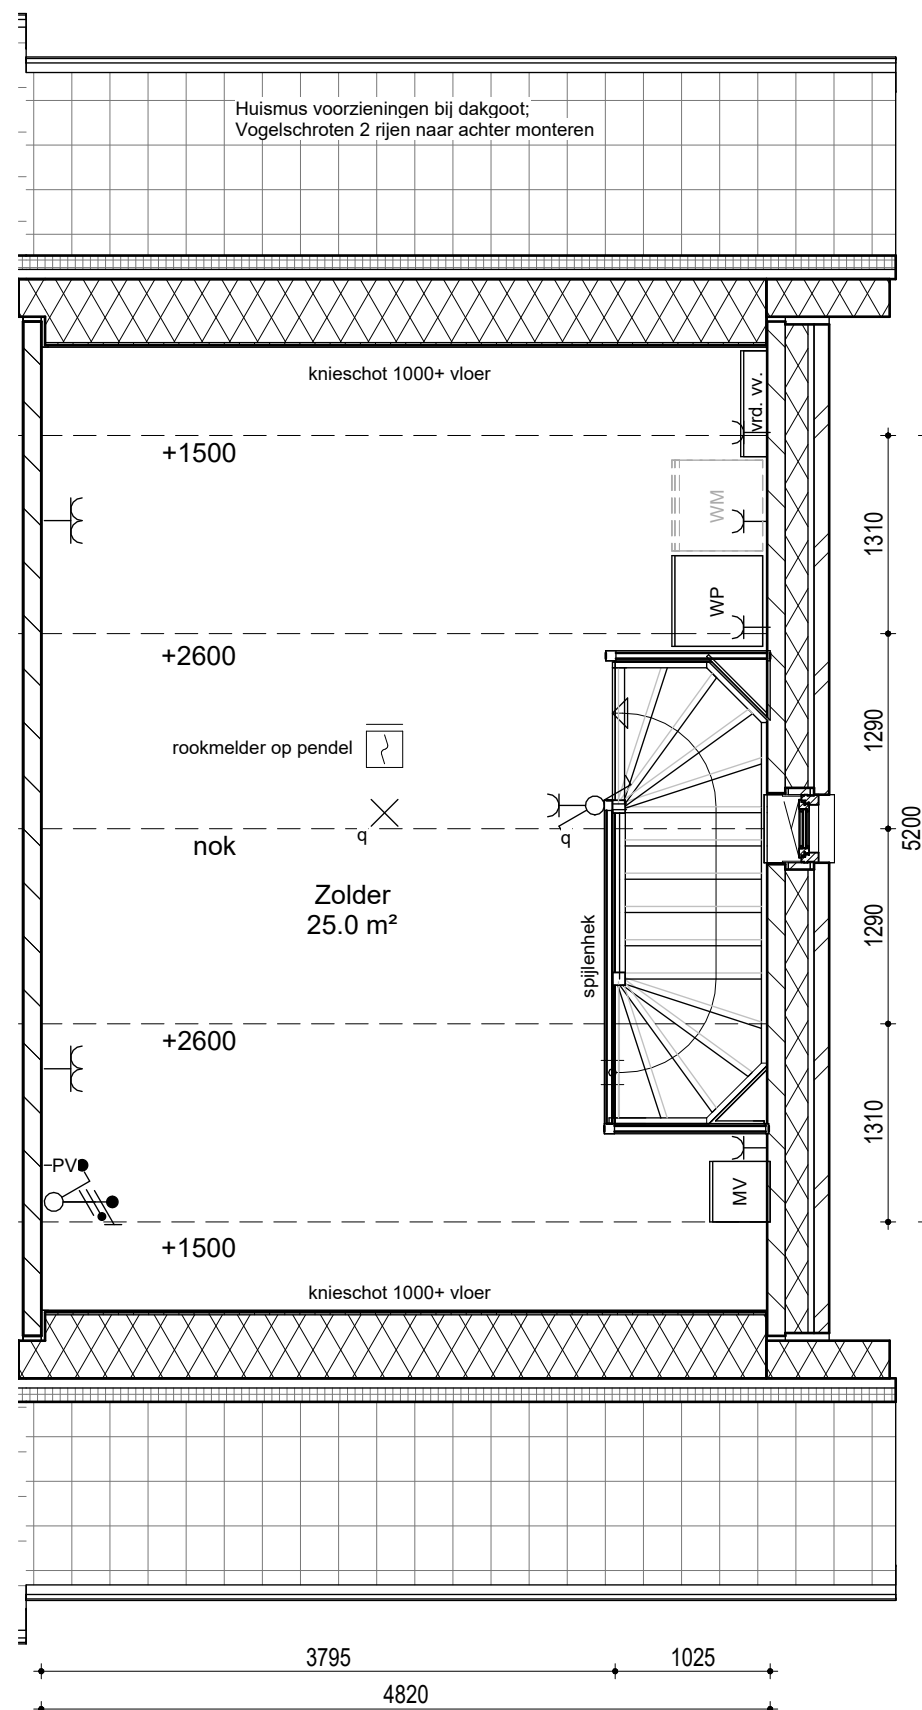 Huismus voorzieningen bij dakgoot;
Vogelschroten 2 rijen naar achter monteren
knieschot 1000+ vloer
vrd. vv.
+1500
WM
1310
WP
+2600
rookmelder op pendel
1290
q
q
nok
5200
Zolder
25.0 m²
spijlenhek
1290
+2600
1310
PV
MV
+1500
knieschot 1000+ vloer
3795
1025
4820